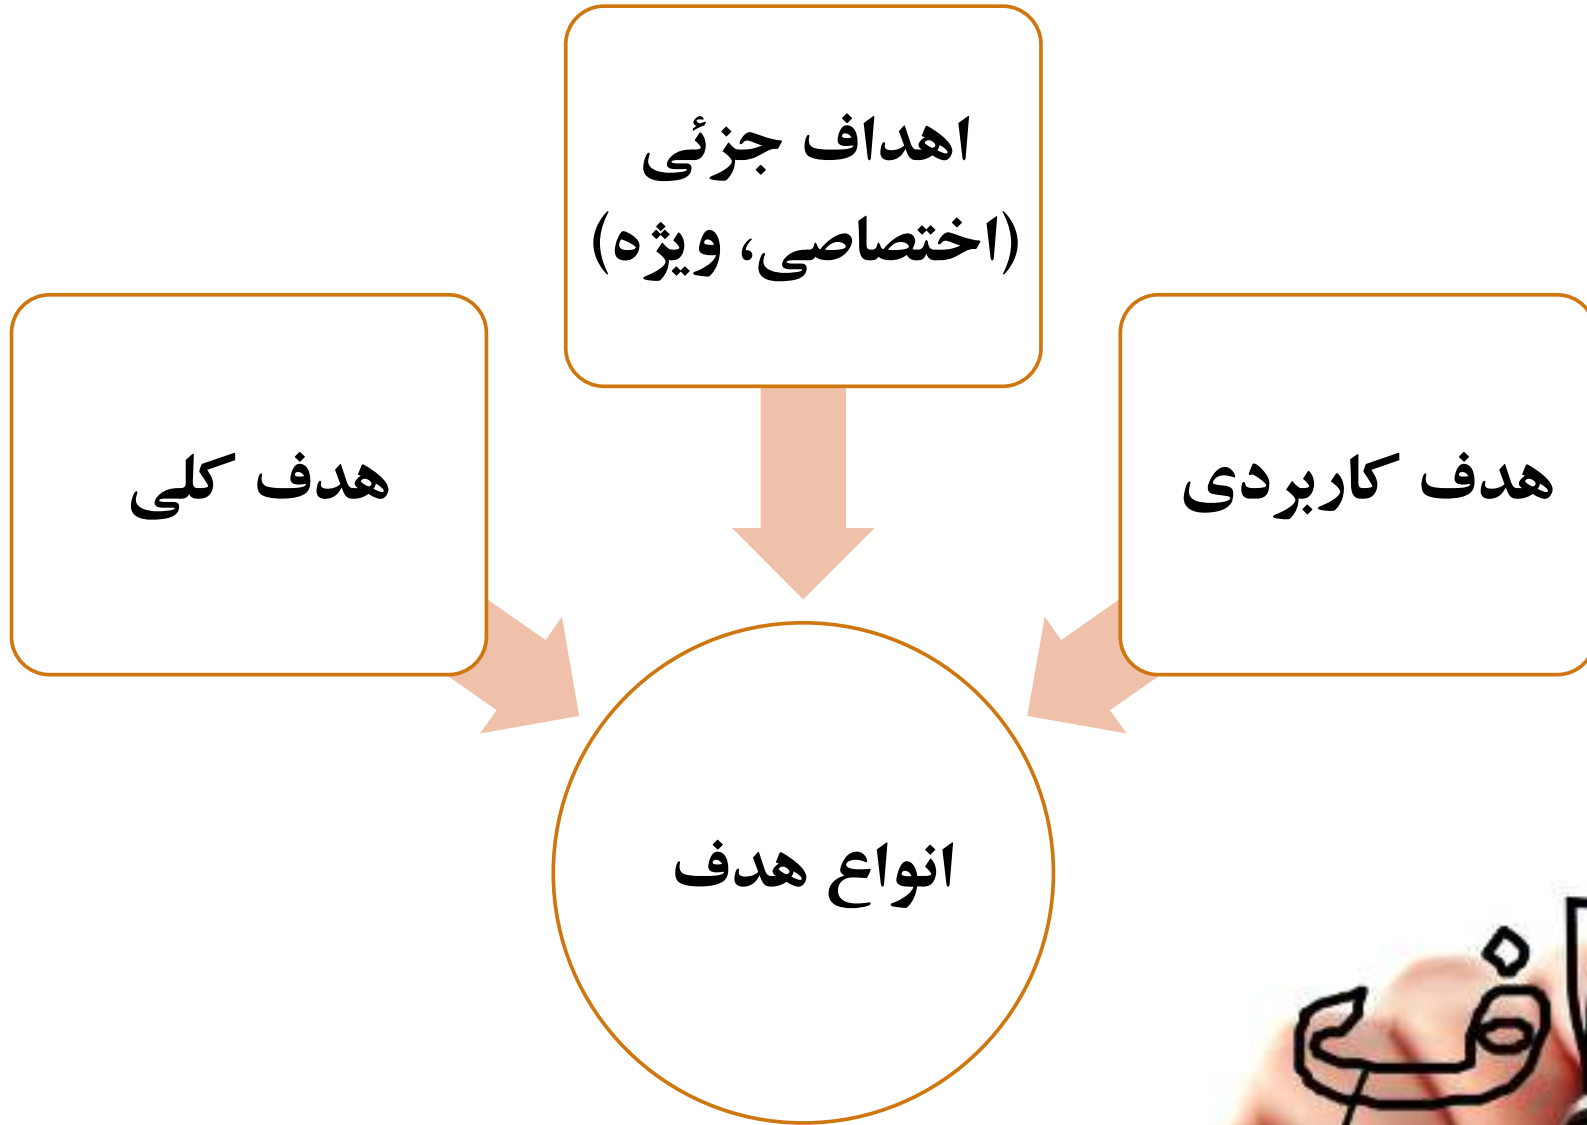 اهداف جزئی
(اختصاصی، ویژه)
هدف کاربردی
هدف کلی
انواع هدف